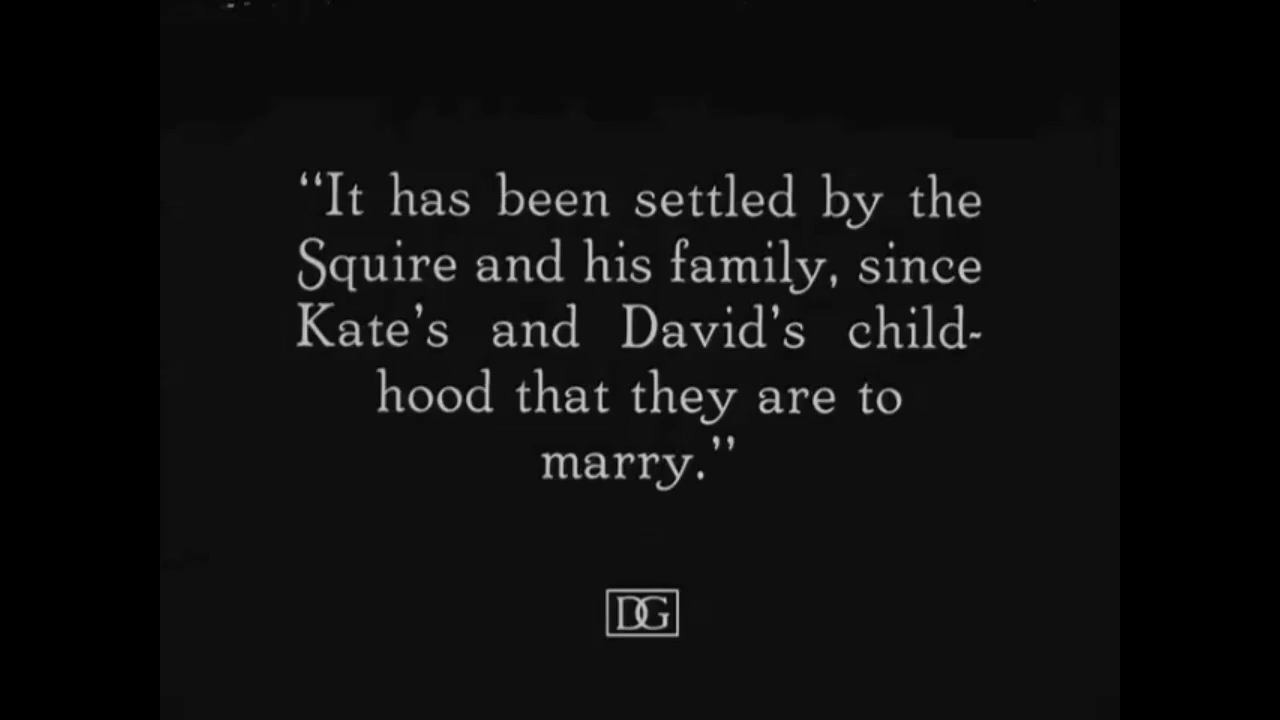 “It has been settled by the
Squire and his family, since
Kate’s and David’s child-
hood that they are to
marry.”
DG